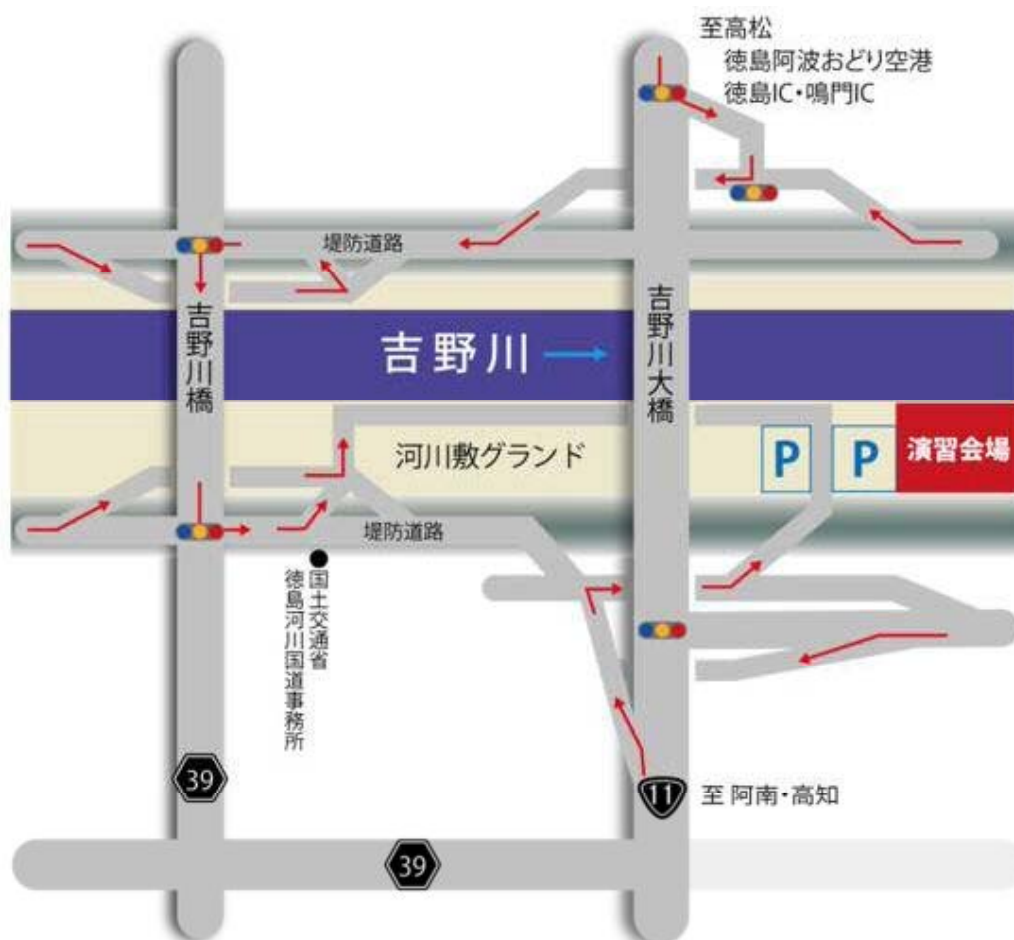 至高松
徳島阿波おどり空港
徳島IC・鳴門IC
堤防道路
吉野川橋
吉野川
吉野川大橋
河川敷グランド
P
P
演習会場
堤防道路
国土交通省
徳島河川国道事務所
39
11
至 阿南・高知
39